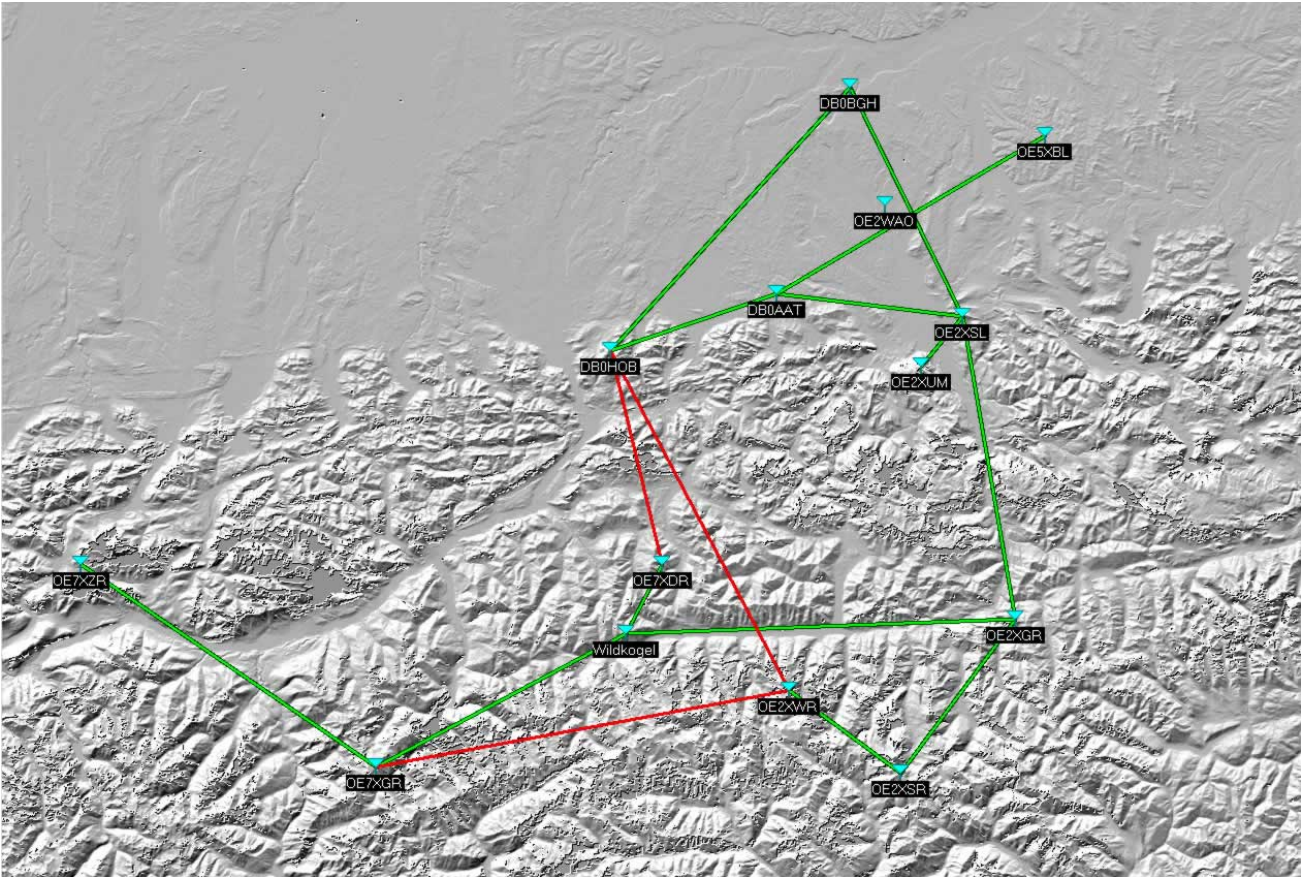 DB0BGH
OE5XBL
OE2WAO
DB0AAT
OE2XSL
DB0HOB
OE2XUM
OE7XZR
OE7XDR
OE2XGR
Wildkogel
OE2XWR
OE7XGR
OE2XSR